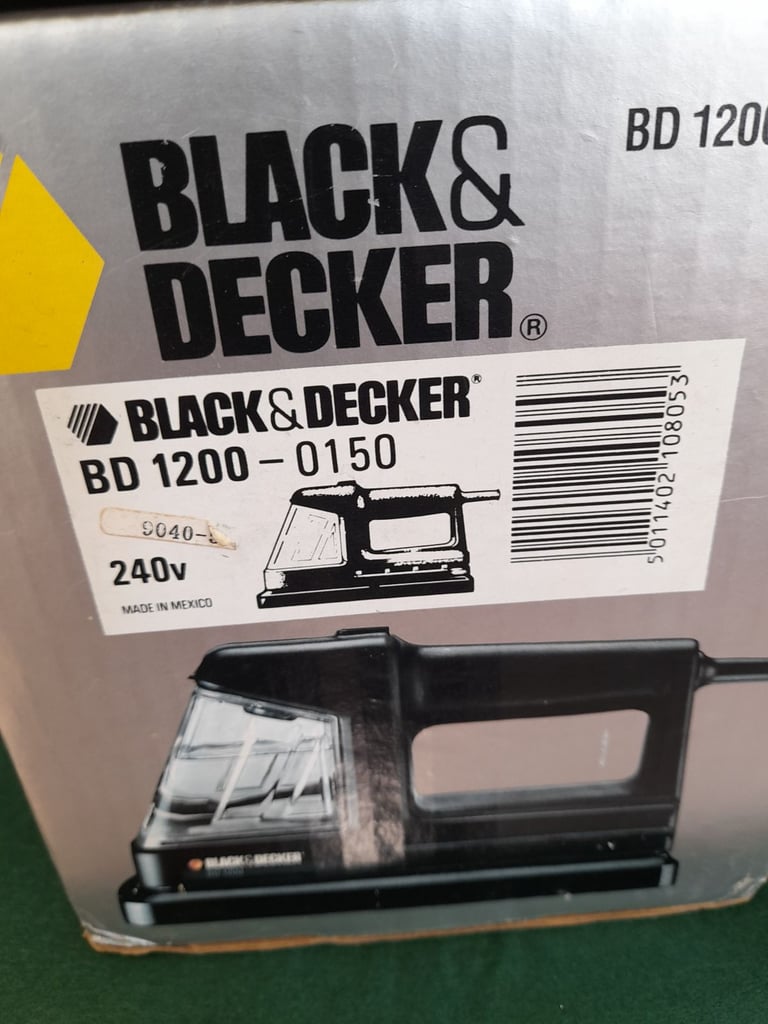 BLACK&
DECKER®
BD 1200
BLACK&DECKER®
BD 1200 – 0150
9040-
240v
MADE IN MEXICO
5 011402 108053
BLACK&DECKER